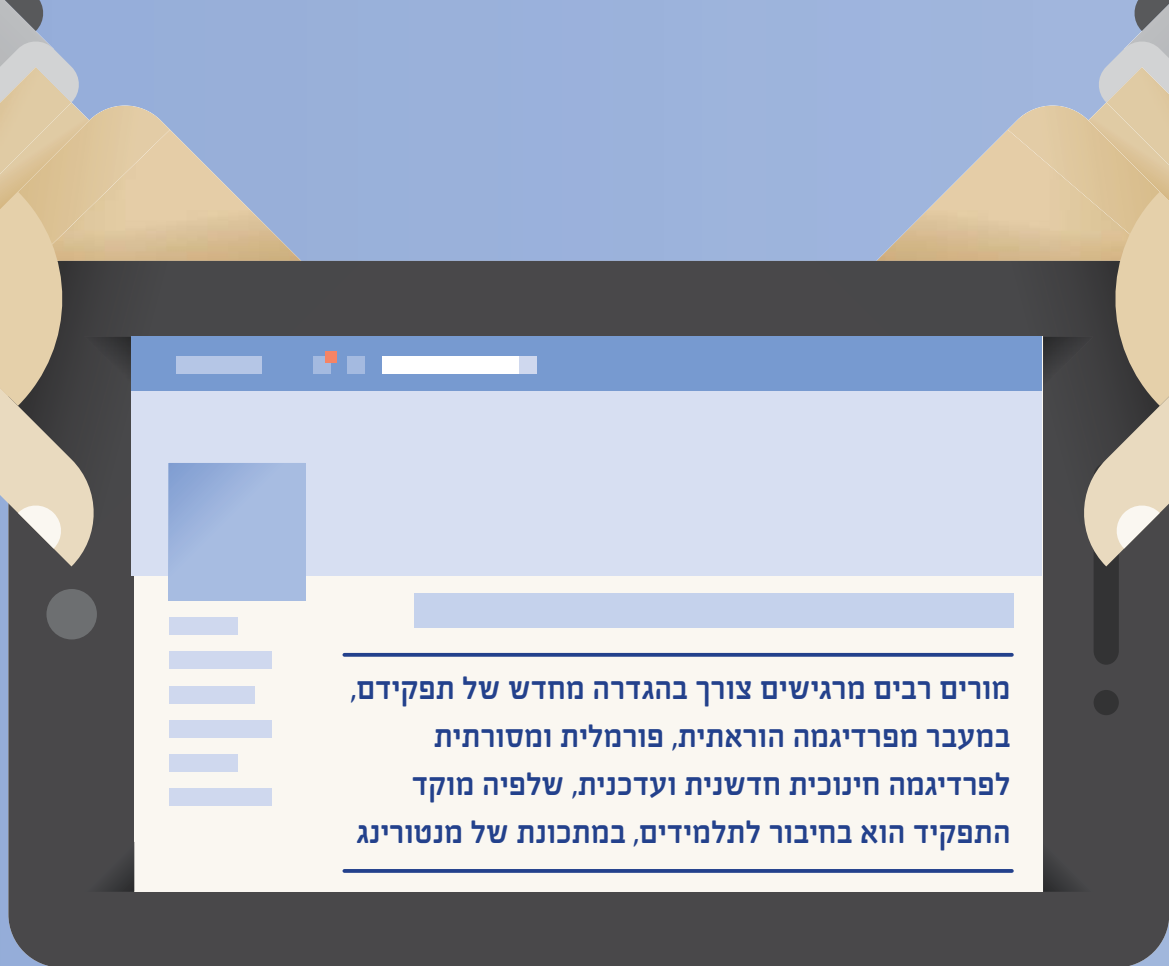 מורים רבים מרגישים צורך בהגדרה מחדש של תפקידם,
במעבר מפרדיגמה הוראתית, פורמלית ומסורתית
לפרדיגמה חינוכית חדשנית ועדכנית, שלפיה מוקד
התפקיד הוא בחיבור לתלמידים, במתכונת של מנטורינג